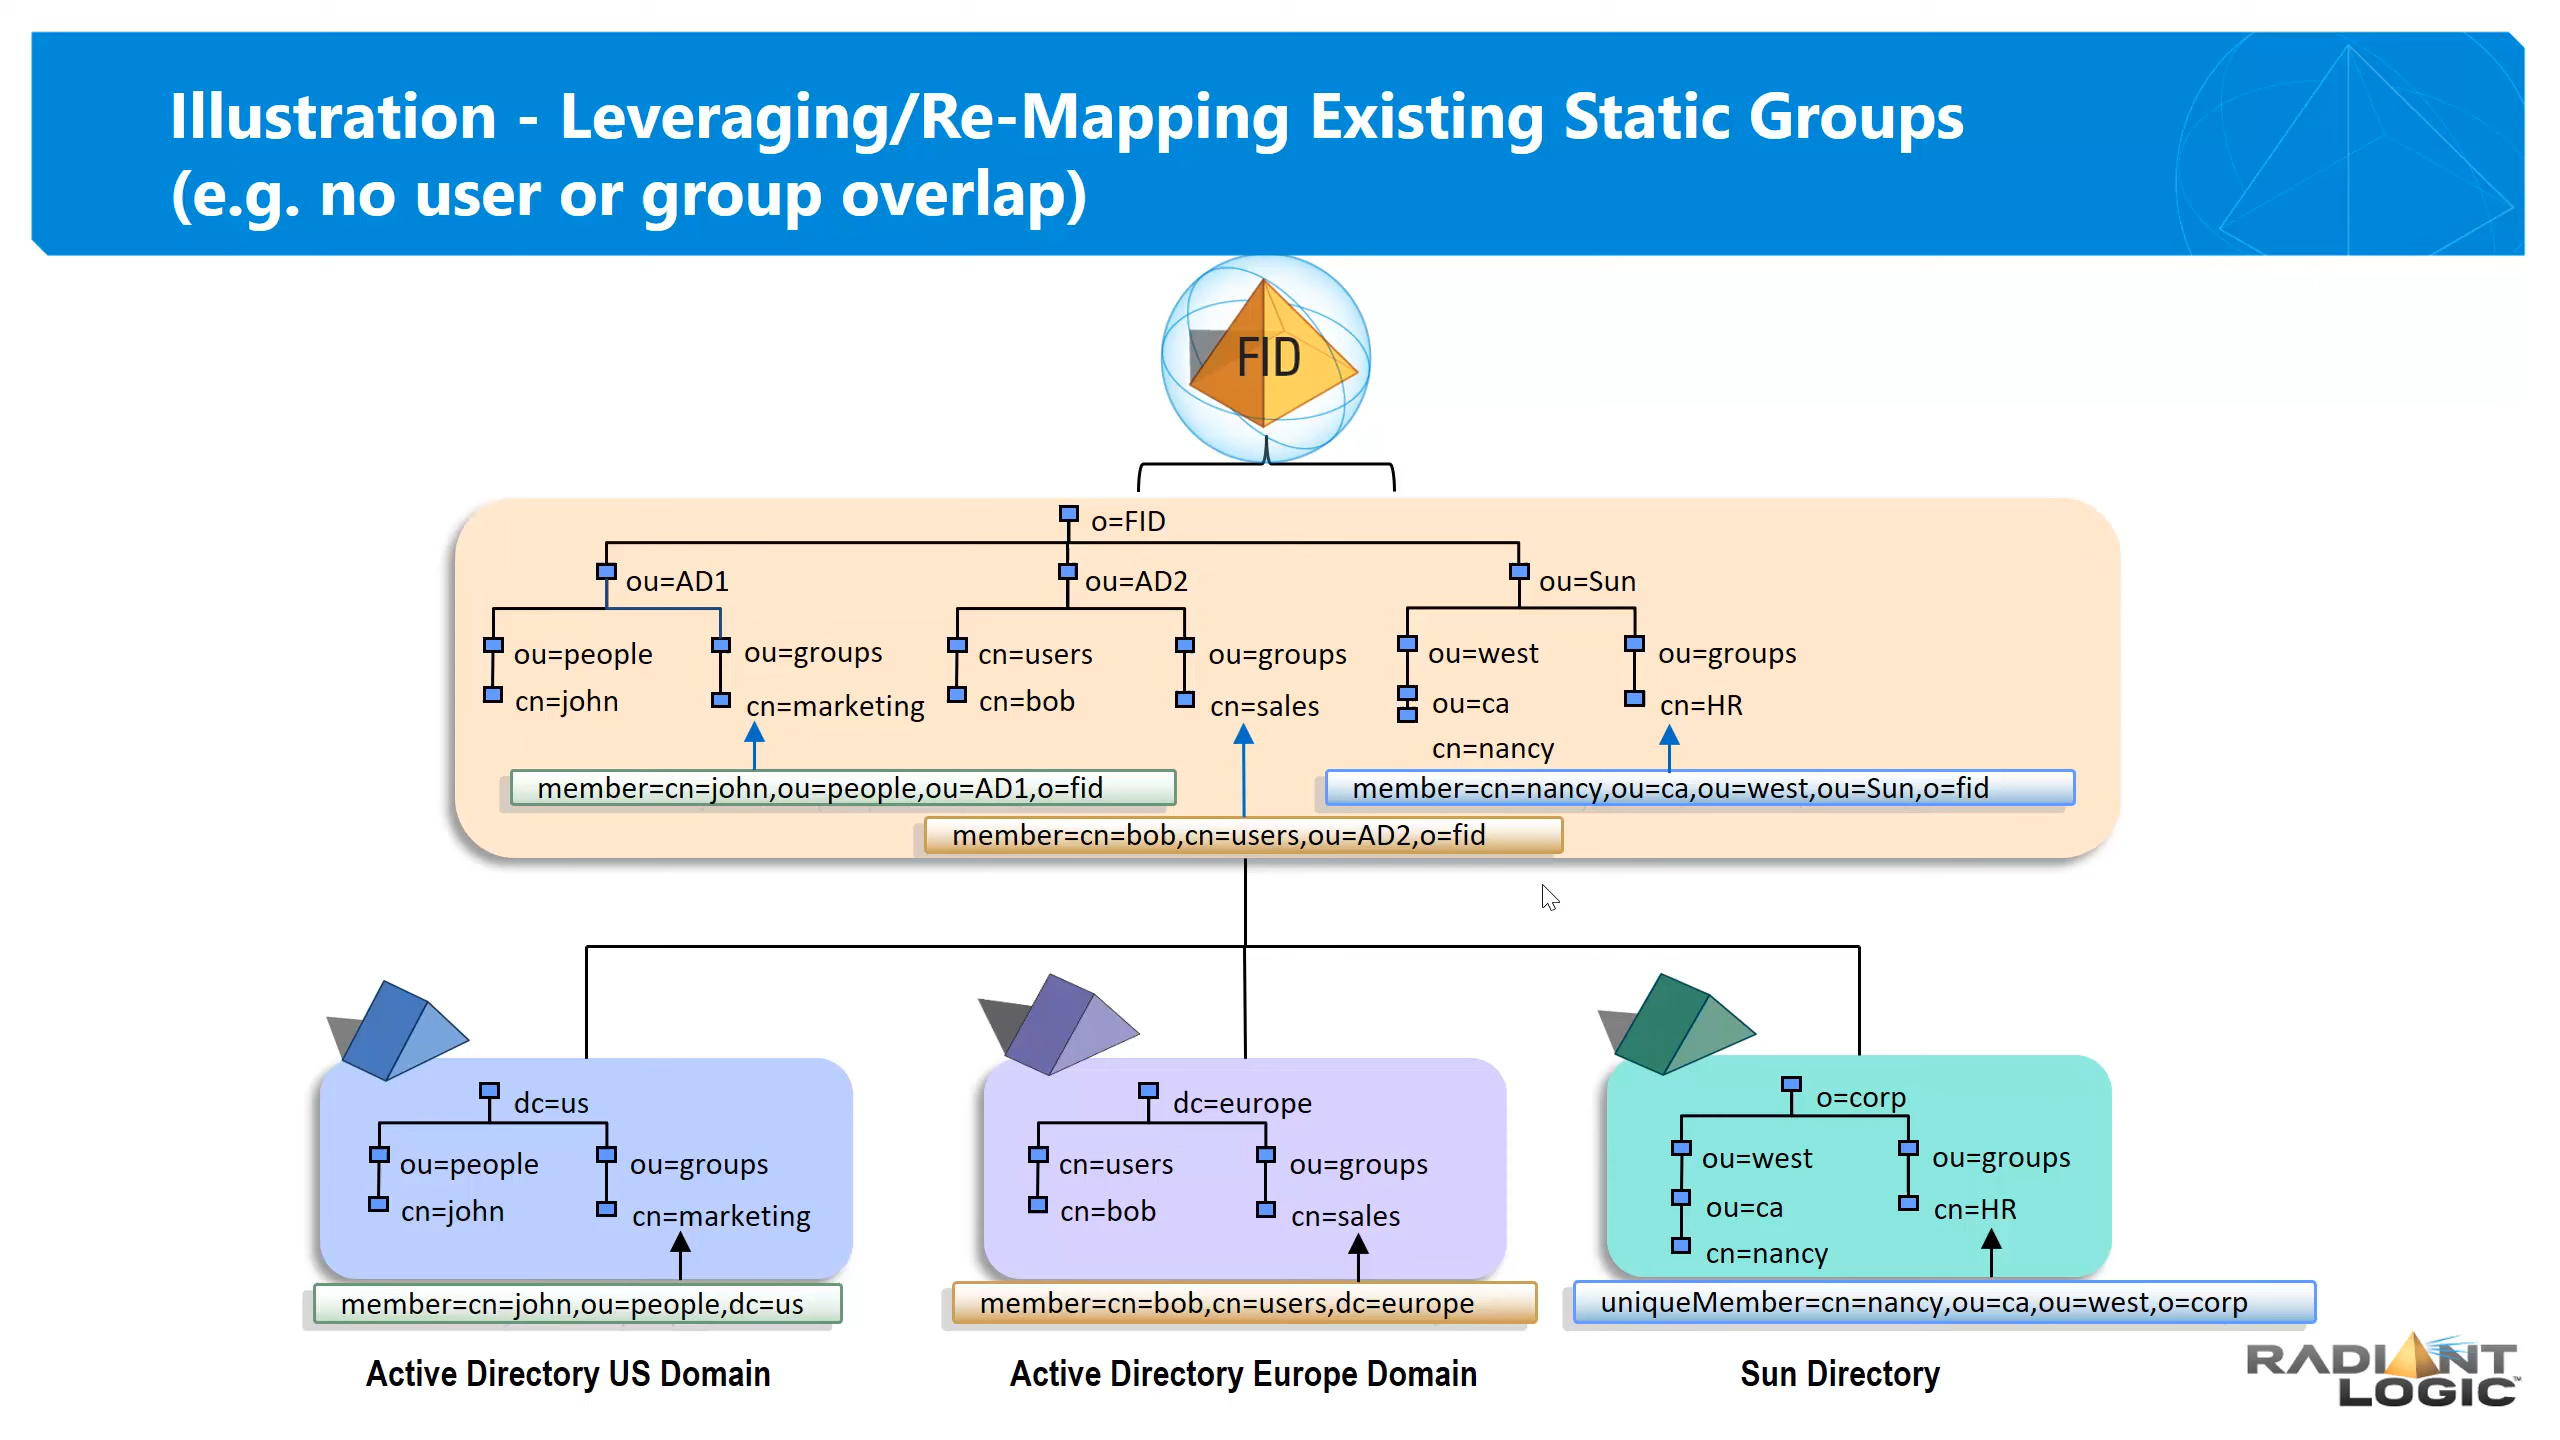 Illustration - Leveraging/Re-Mapping Existing Static Groups
(e.g. no user or group overlap)
FID
o=FID
ou=AD1
ou=AD2
ou=Sun
ou=people
ou=groups
cn=users
ou=groups
ou=west
ou=groups
cn=john
cn=marketing
cn=bob
cn=sales
ou=ca
cn=HR
cn=nancy
member=cn=john,ou=people,ou=AD1,o=fid
member=cn=nancy,ou=ca,ou=west,ou=Sun,o=fid
member=cn=bob,cn=users,ou=AD2,o=fid
dc=us
ou=people
ou=groups
cn=john
cn=marketing
member=cn=john,ou=people,dc=us
Active Directory US Domain
dc=europe
cn=users
ou=groups
cn=bob
cn=sales
member=cn=bob,cn=users,dc=europe
Active Directory Europe Domain
o=corp
ou=west
ou=groups
ou=ca
cn=HR
cn=nancy
uniqueMember=cn=nancy,ou=ca,ou=west,o=corp
Sun Directory
RADIANT
LOGIC™